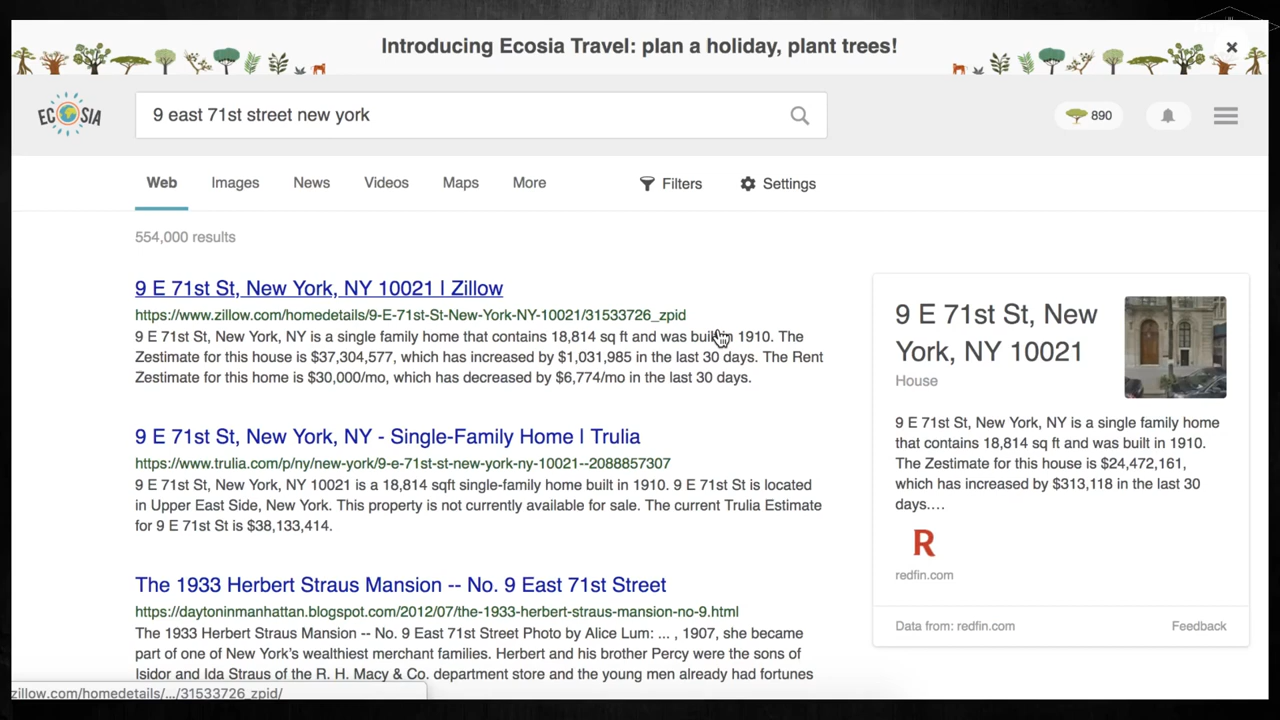 Introducing Ecosia Travel: plan a holiday, plant trees!
ECOSIA
9 east 71st street new york
890
Web Images News Videos Maps More Filters Settings
554,000 results
9 E 71st St, New York, NY 10021 | Zillow
https://www.zillow.com/homedetails/9-E-71st-St-New-York-NY-10021/31533726_zpid
9 E 71st St, New York, NY is a single family home that contains 18,814 sq ft and was built in 1910. The
Zestimate for this house is $37,304,577, which has increased by $1,031,985 in the last 30 days. The Rent
Zestimate for this home is $30,000/mo, which has decreased by $6,774/mo in the last 30 days.
9 E 71st St, New York, NY - Single-Family Home | Trulia
https://www.trulia.com/p/ny/new-york/9-e-71st-st-new-york-ny-10021--2088857307
9 E 71st St, New York, NY 10021 is a 18,814 sqft single-family home built in 1910. 9 E 71st St is located
in Upper East Side, New York. This property is not currently available for sale. The current Trulia Estimate
for 9 E 71st St is $38,133,414.
The 1933 Herbert Straus Mansion -- No. 9 East 71st Street
https://daytoninmanhattan.blogspot.com/2012/07/the-1933-herbert-straus-mansion-no-9.html
The 1933 Herbert Straus Mansion -- No. 9 East 71st Street Photo by Alice Lum: ... , 1907, she became
part of one of New York's wealthiest merchant families. Herbert and his brother Percy were the sons of
Isidor and Ida Straus of the R. H. Macy & Co. department store and the young men already had fortunes
zillow.com/homedetails/.../31533726_zpid/
9 E 71st St, New
York, NY 10021
House
9 E 71st St, New York, NY is a single family home
that contains 18,814 sq ft and was built in 1910.
The Zestimate for this house is $24,472,161,
which has increased by $313,118 in the last 30
days....
R
redfin.com
Data from: redfin.com Feedback